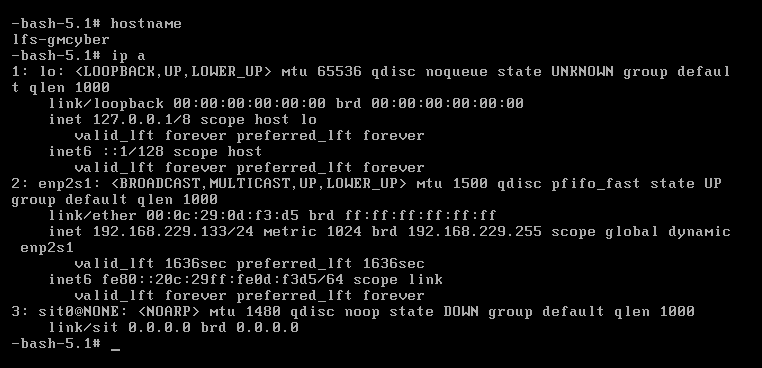 -bash-5.1# hostname
lfs-gmcyber
-bash-5.1# ip a
1: lo: <LOOPBACK,UP,LOWER_UP> mtu 65536 qdisc noqueue state UNKNOWN group defaul
t qlen 1000
    link/loopback 00:00:00:00:00:00 brd 00:00:00:00:00:00
    inet 127.0.0.1/8 scope host lo
       valid_lft forever preferred_lft forever
    inet6 ::1/128 scope host
       valid_lft forever preferred_lft forever
2: enp2s1: <BROADCAST,MULTICAST,UP,LOWER_UP> mtu 1500 qdisc pfifo_fast state UP
group default qlen 1000
    link/ether 00:0c:29:0d:f3:d5 brd ff:ff:ff:ff:ff:ff
    inet 192.168.229.133/24 metric 1024 brd 192.168.229.255 scope global dynamic
 enp2s1
       valid_lft 1636sec preferred_lft 1636sec
    inet6 fe80::20c:29ff:fe0d:f3d5/64 scope link
       valid_lft forever preferred_lft forever
3: sit0@NONE: <NOARP> mtu 1480 qdisc noop state DOWN group default qlen 1000
    link/sit 0.0.0.0 brd 0.0.0.0
-bash-5.1# _